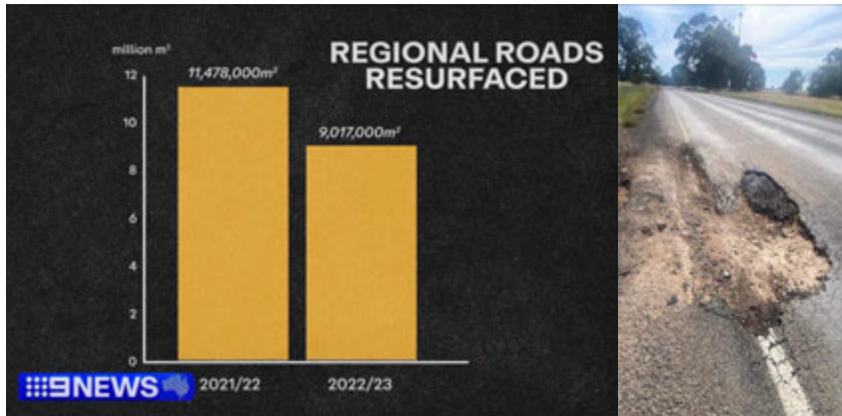 million m²
REGIONAL ROADS
RESURFACED
12
11,478,000m²
10
9,017,000m²
8
6
4
2
0
9NEWS
2021/22
2022/23